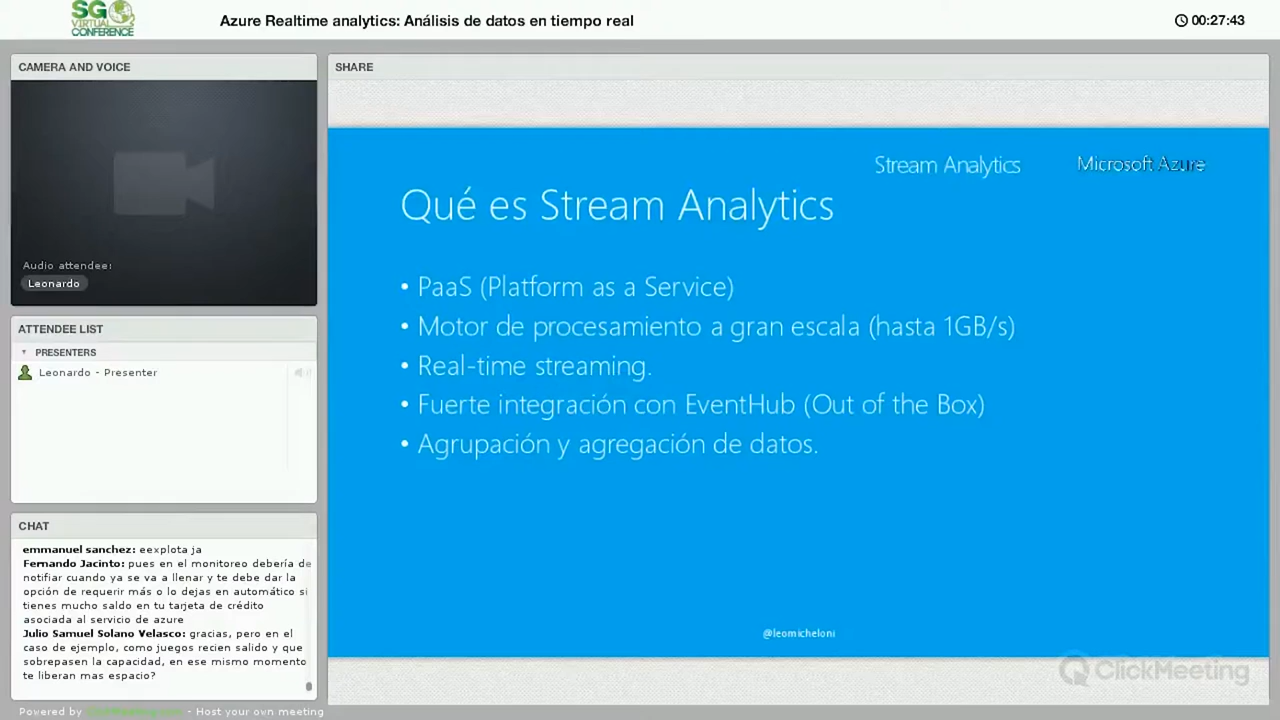 SG
VIRTUAL
CONFERENCE
Azure Realtime analytics: Análisis de datos en tiempo real
00:27:43
CAMERA AND VOICE
Audio attendee:
Leonardo
ATTENDEE LIST
PRESENTERS
Leonardo - Presenter
CHAT
emmanuel sanchez: eexplota ja
Fernando Jacinto: pues en el monitoreo debería de
notificar cuando ya se va a llenar y te debe dar la
opción de requerir más o lo dejas en automático si
tienes mucho saldo en tu tarjeta de crédito
asociada al servicio de azure
Julio Samuel Solano Velasco: gracias, pero en el
caso de ejemplo, como juegos recien salido y que
sobrepasen la capacidad, en ese mismo momento
te liberan mas espacio?
Powered by ClickMeeting.com - Host your own meeting
SHARE
Stream Analytics
Microsoft Azure
Qué es Stream Analytics
• PaaS (Platform as a Service)
• Motor de procesamiento a gran escala (hasta 1GB/s)
• Real-time streaming.
• Fuerte integración con EventHub (Out of the Box)
• Agrupación y agregación de datos.
@leomicheloni
ClickMeeting